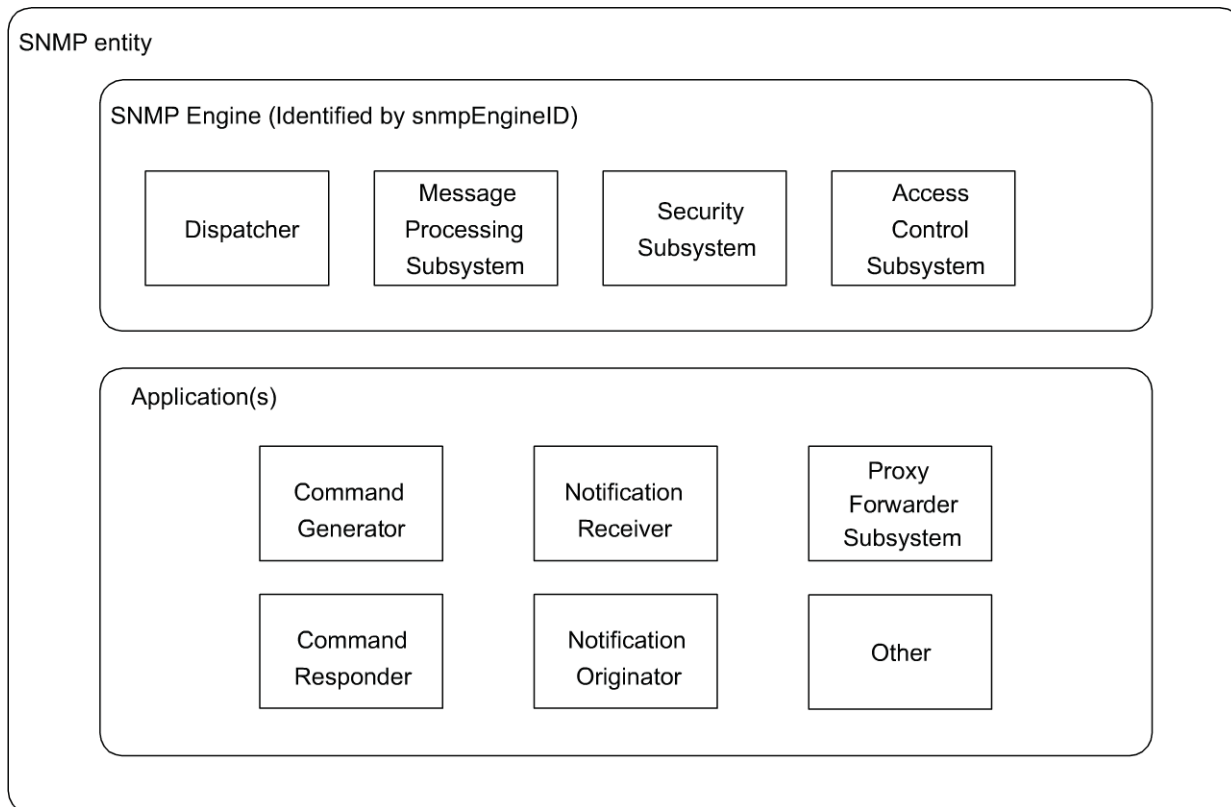 SNMP entity
SNMP Engine (Identified by snmpEngineID)
Dispatcher
Message
Processing
Subsystem
Security
Subsystem
Access
Control
Subsystem
Application(s)
Command
Generator
Notification
Receiver
Proxy
Forwarder
Subsystem
Command
Responder
Notification
Originator
Other